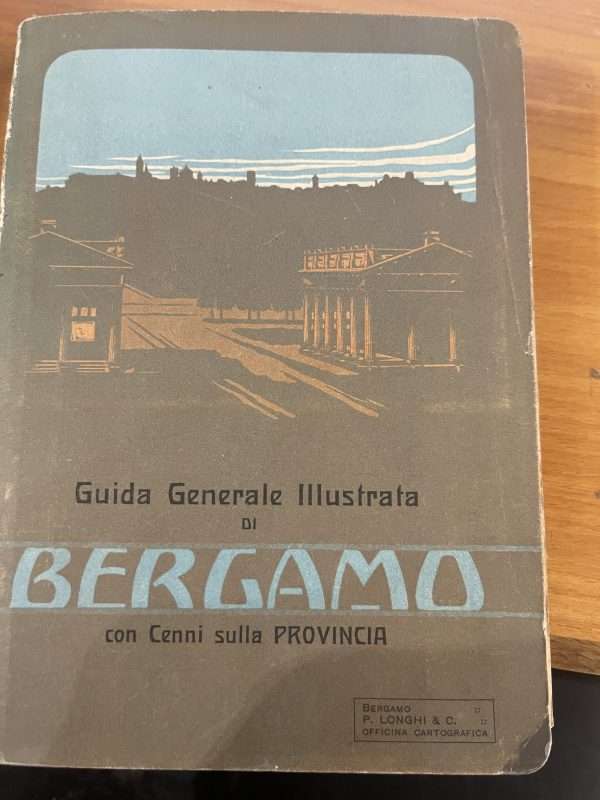 Guida Generale Illustrata
DI
BERGAMO
con Cenni sulla PROVINCIA
BERGAMO
P. LONGHI & C.
OFFICINA CARTOGRAFICA